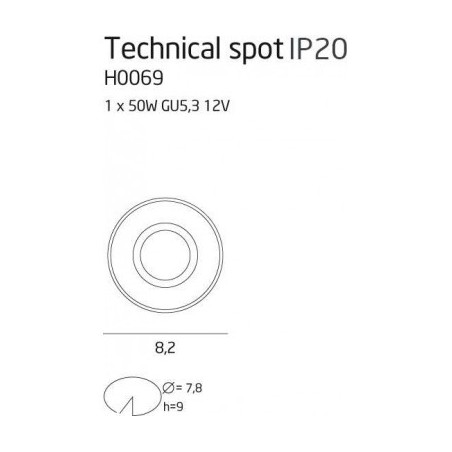 Technical spot IP20
H0069
1 x 50W GU5,3 12V
8,2
∅= 7,8
h=9